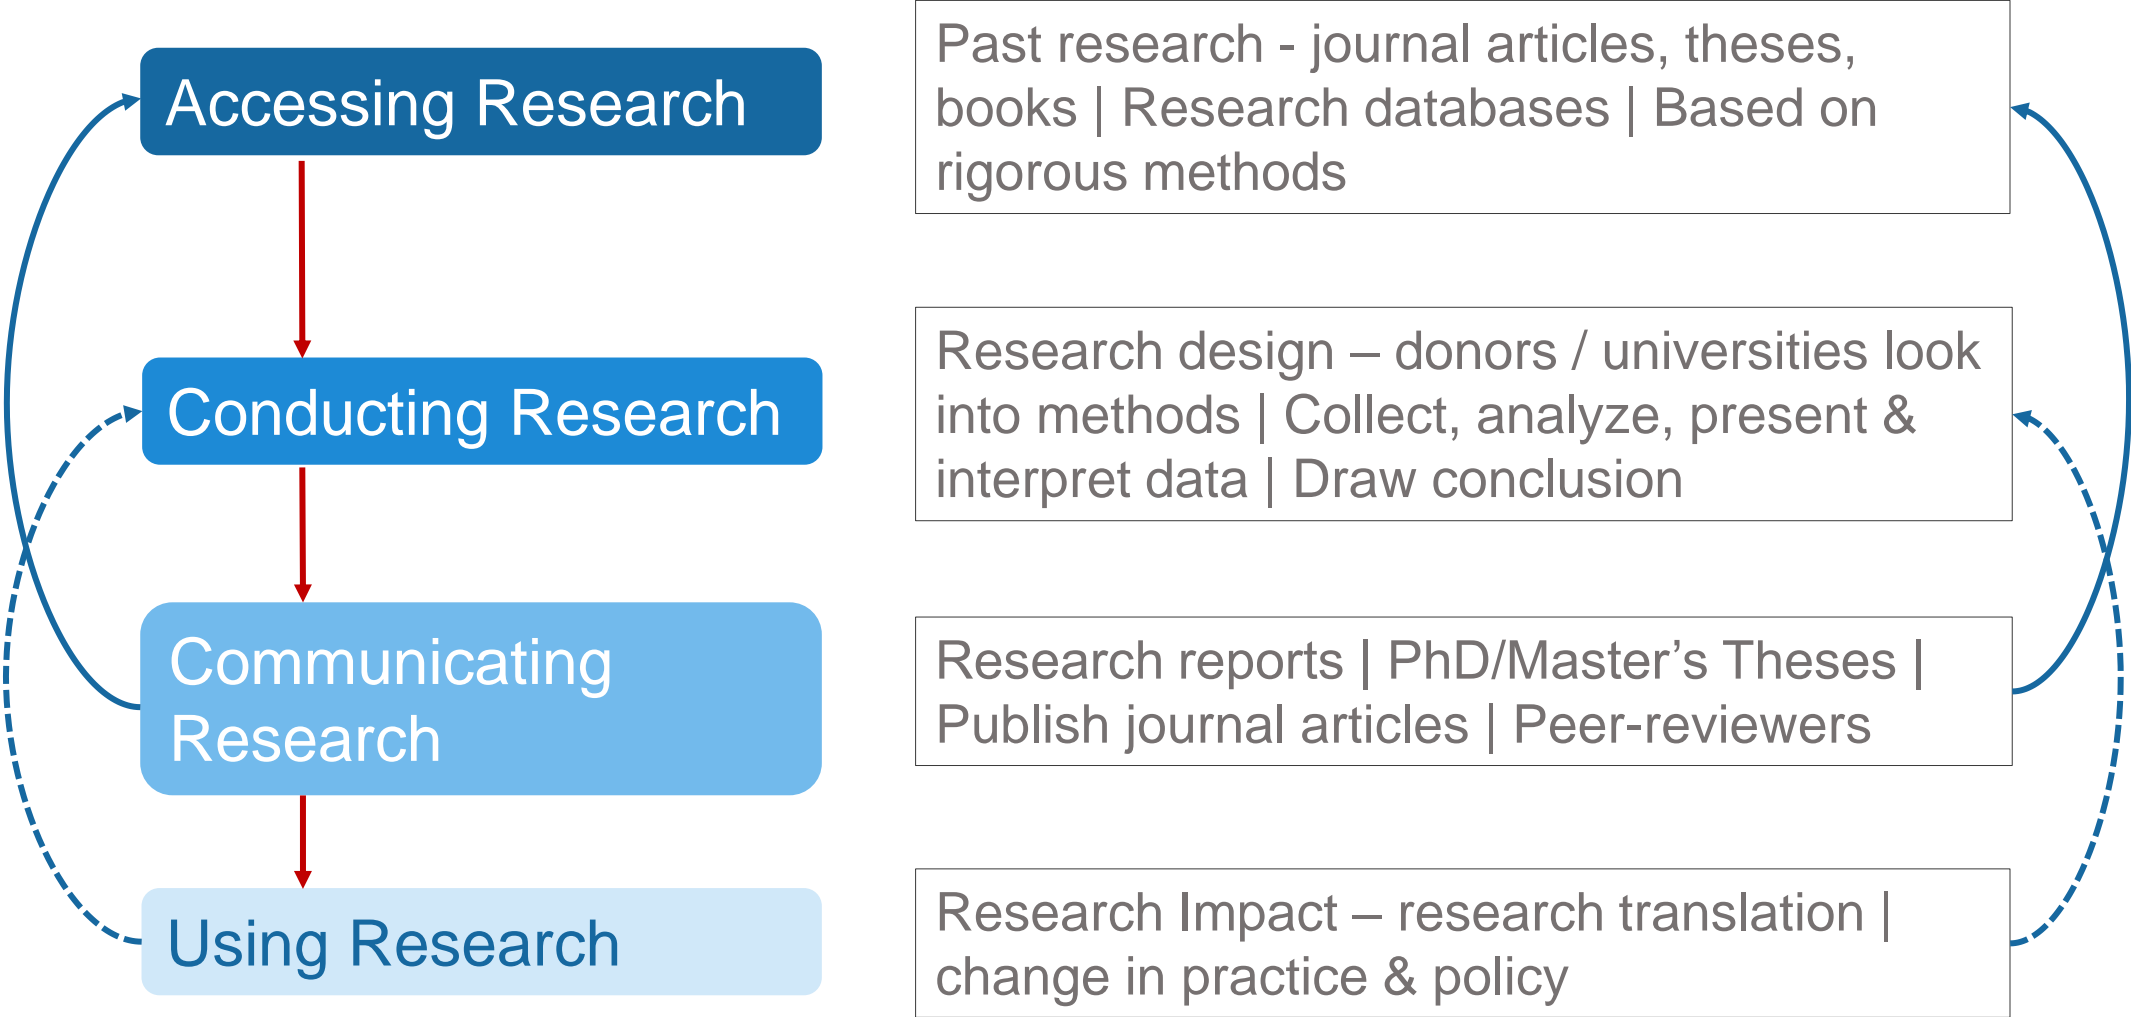 Accessing Research
Past research - journal articles, theses,
books | Research databases | Based on
rigorous methods
Conducting Research
Research design – donors / universities look
into methods | Collect, analyze, present &
interpret data | Draw conclusion
Communicating
Research
Research reports | PhD/Master’s Theses |
Publish journal articles | Peer-reviewers
Using Research
Research Impact – research translation |
change in practice & policy